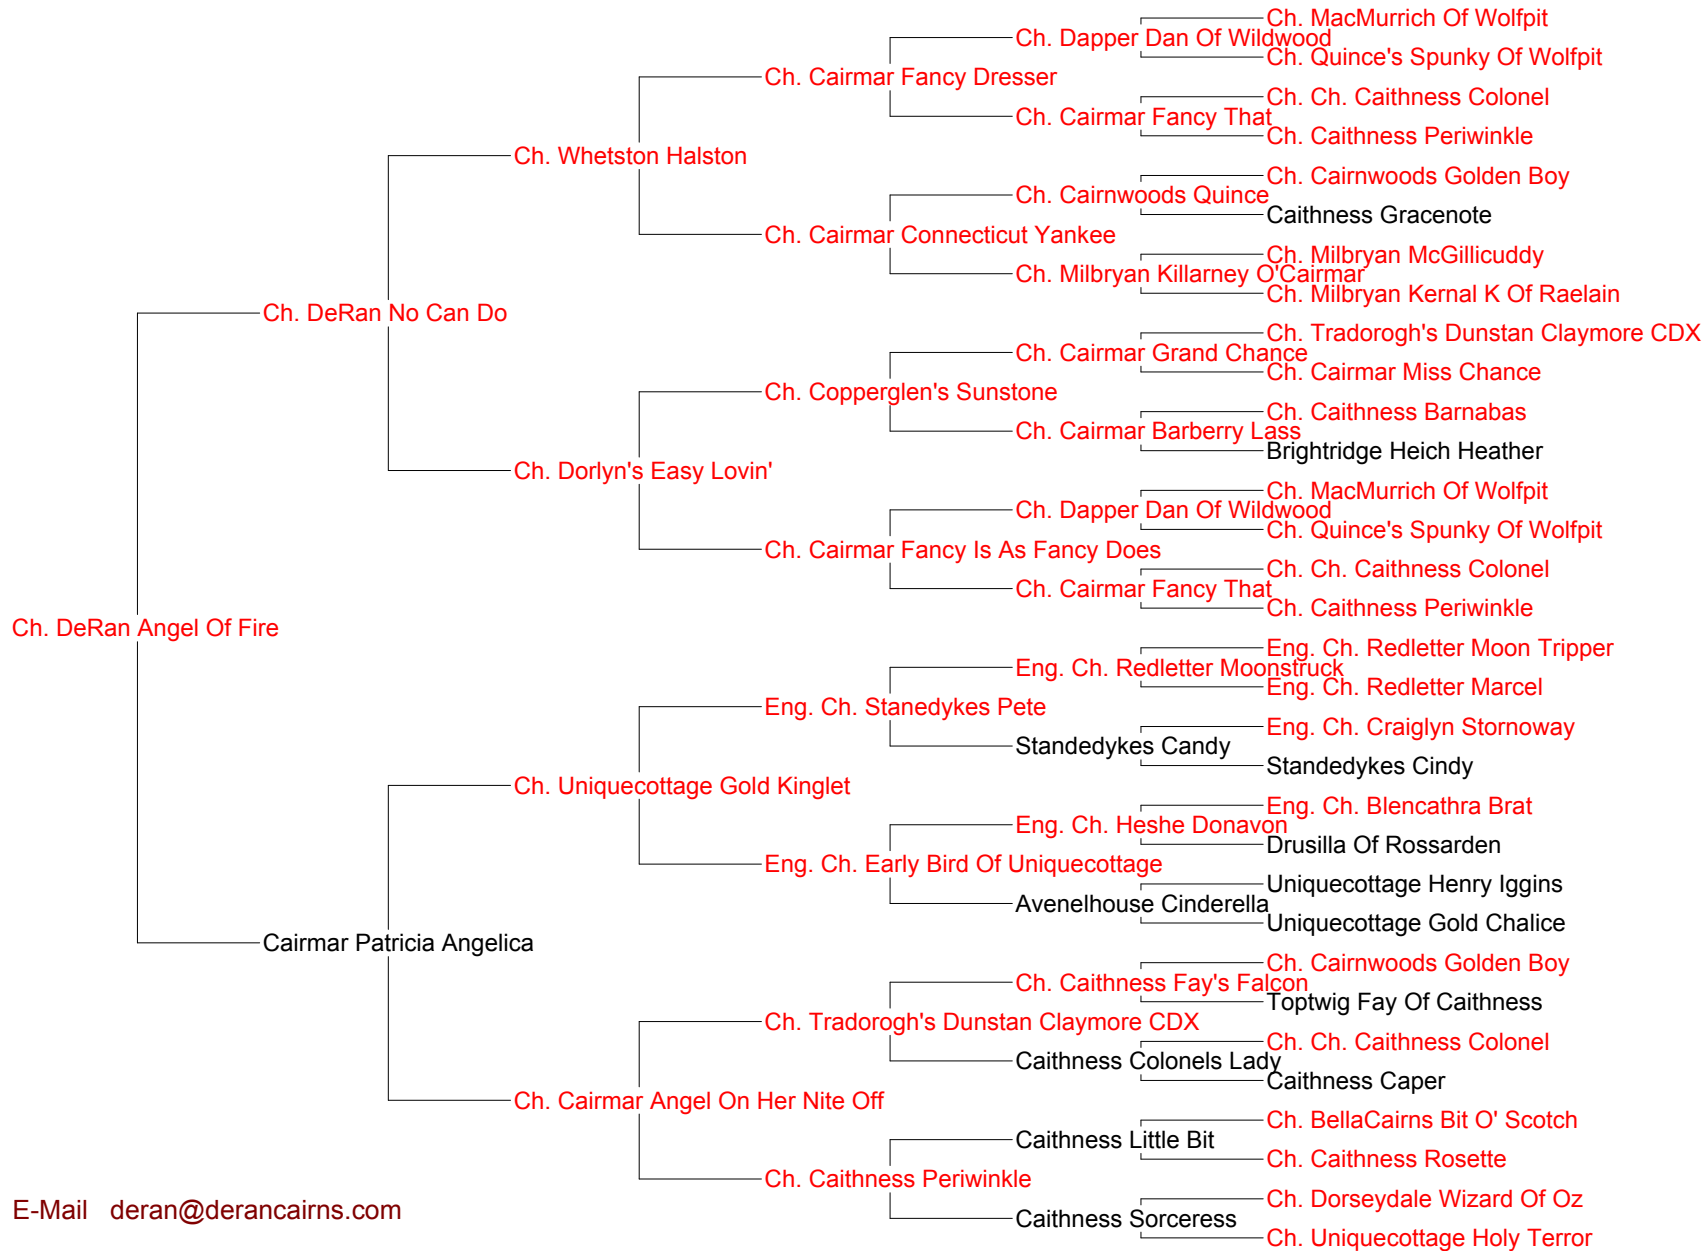 Ch. MacMurrich Of Wolfpit
Ch. Dapper Dan Of Wildwood
Ch. Quince's Spunky Of Wolfpit
Ch. Cairmar Fancy Dresser
Ch. Ch. Caithness Colonel
Ch. Cairmar Fancy That
Ch. Caithness Periwinkle
Ch. Whetston Halston
Ch. Cairnwoods Golden Boy
Ch. Cairnwoods Quince
Caithness Gracenote
Ch. Cairmar Connecticut Yankee
Ch. Milbryan McGillicuddy
Ch. Milbryan Killarney O'Cairmar
Ch. Milbryan Kernal K Of Raelain
Ch. DeRan No Can Do
Ch. Tradorogh's Dunstan Claymore CDX
Ch. Cairmar Grand Chance
Ch. Cairmar Miss Chance
Ch. Copperglen's Sunstone
Ch. Caithness Barnabas
Ch. Cairmar Barberry Lass
Brightridge Heich Heather
Ch. Dorlyn's Easy Lovin'
Ch. MacMurrich Of Wolfpit
Ch. Dapper Dan Of Wildwood
Ch. Quince's Spunky Of Wolfpit
Ch. Cairmar Fancy Is As Fancy Does
Ch. Ch. Caithness Colonel
Ch. Cairmar Fancy That
Ch. Caithness Periwinkle
Ch. DeRan Angel Of Fire
Eng. Ch. Redletter Moon Tripper
Eng. Ch. Redletter Moonstruck
Eng. Ch. Redletter Marcel
Eng. Ch. Stanedykes Pete
Eng. Ch. Craiglyn Stornoway
Standedykes Candy
Standedykes Cindy
Ch. Uniquecottage Gold Kinglet
Eng. Ch. Blencathra Brat
Eng. Ch. Heshe Donavon
Drusilla Of Rossarden
Eng. Ch. Early Bird Of Uniquecottage
Uniquecottage Henry Iggins
Avenelhouse Cinderella
Uniquecottage Gold Chalice
Cairmar Patricia Angelica
Ch. Cairnwoods Golden Boy
Ch. Caithness Fay's Falcon
Toptwig Fay Of Caithness
Ch. Tradorogh's Dunstan Claymore CDX
Ch. Ch. Caithness Colonel
Caithness Colonels Lady
Caithness Caper
Ch. Cairmar Angel On Her Nite Off
Ch. BellaCairns Bit O' Scotch
Caithness Little Bit
Ch. Caithness Rosette
Ch. Caithness Periwinkle
Ch. Dorseydale Wizard Of Oz
Caithness Sorceress
Ch. Uniquecottage Holy Terror
E-Mail deran@derancairns.com